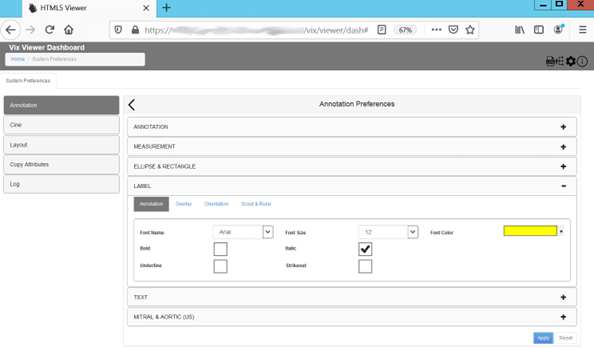 HTML5 Viewer
https://
/vix/viewer/dash#
67%
Vix Viewer Dashboard
Home / System Preferences
System Preferences
Annotation
Cine
Layout
Copy Attributes
Log
Annotation Preferences
ANNOTATION
MEASUREMENT
ELLIPSE & RECTANGLE
LABEL
Annotation Overlay Orientation Scout & Ruler
Font Name Arial Font Size 12 Font Color
Bold Italic
Underline Strikeout
TEXT
MITRAL & AORTIC (US)
Apply Reset